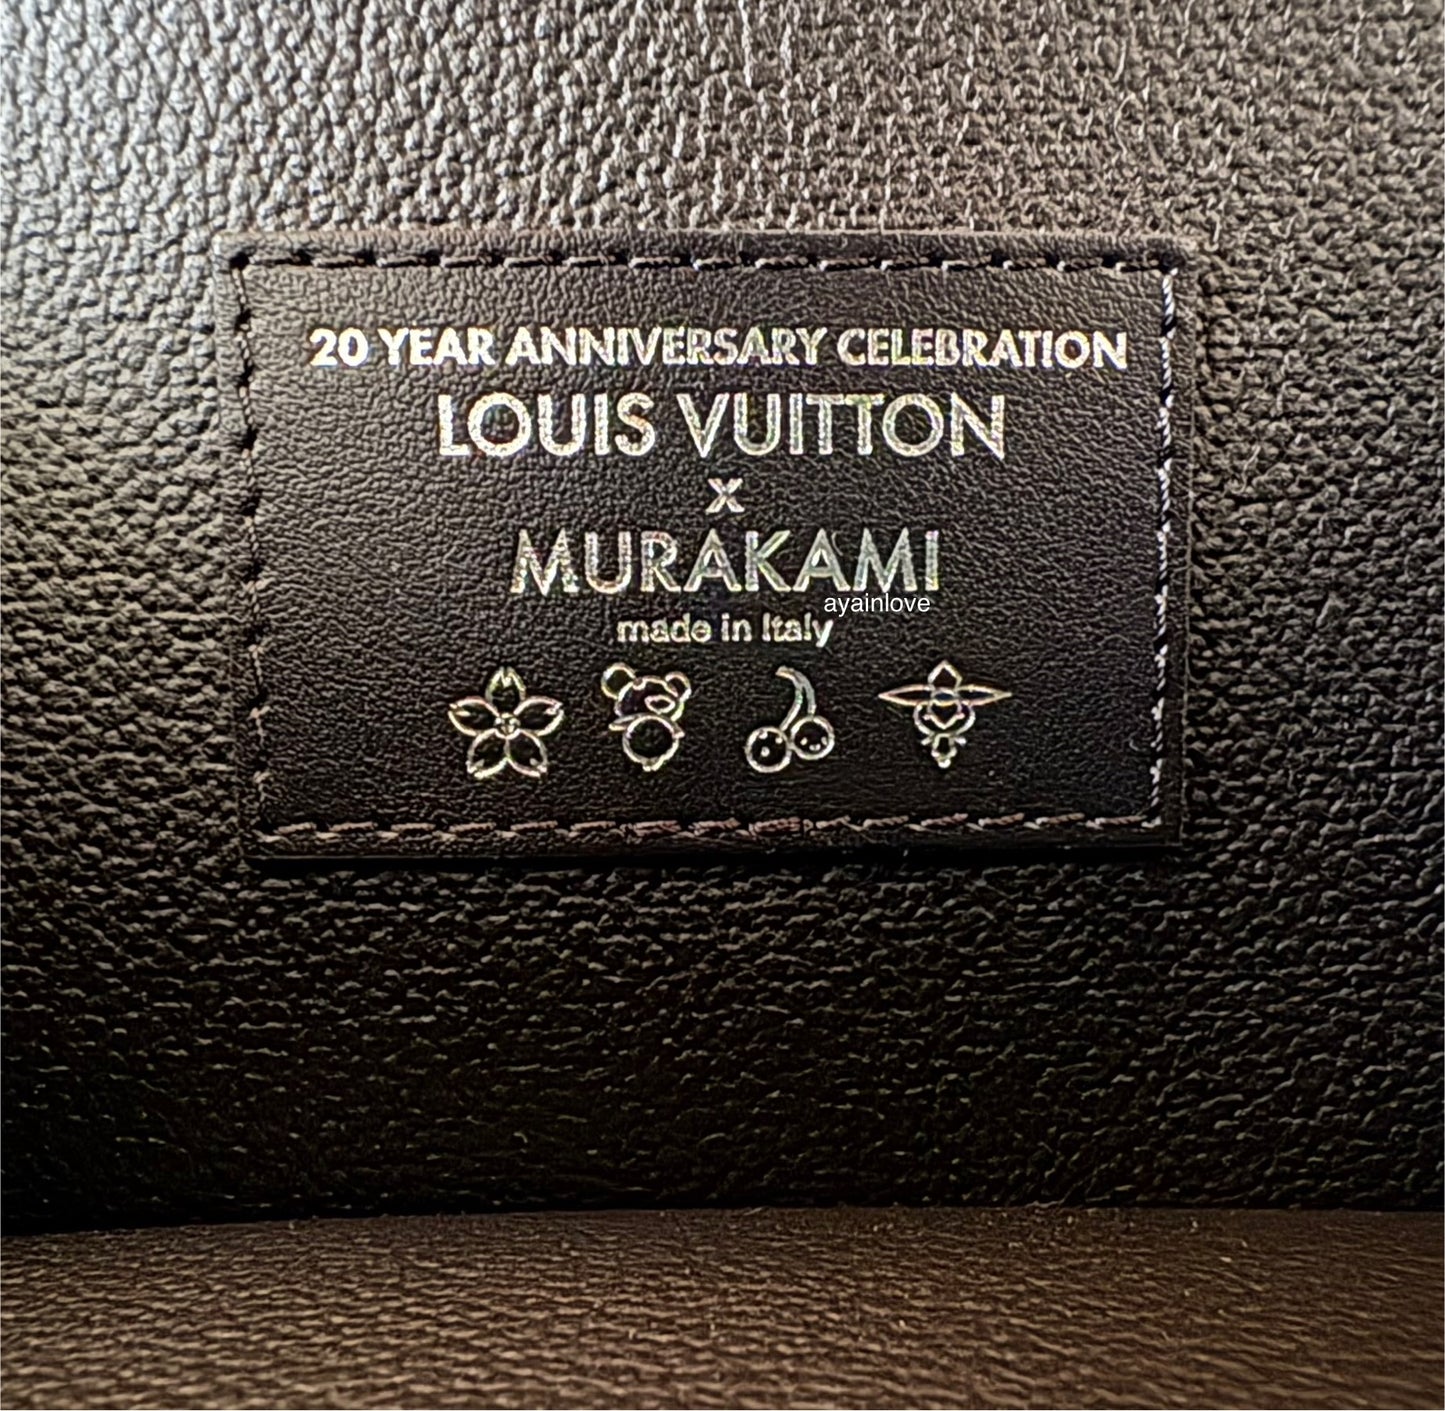 20 YEAR ANNIVERSARY CELEBRATION
LOUIS VUITTON
x
MURAKAMI
ayainlove
made in Italy